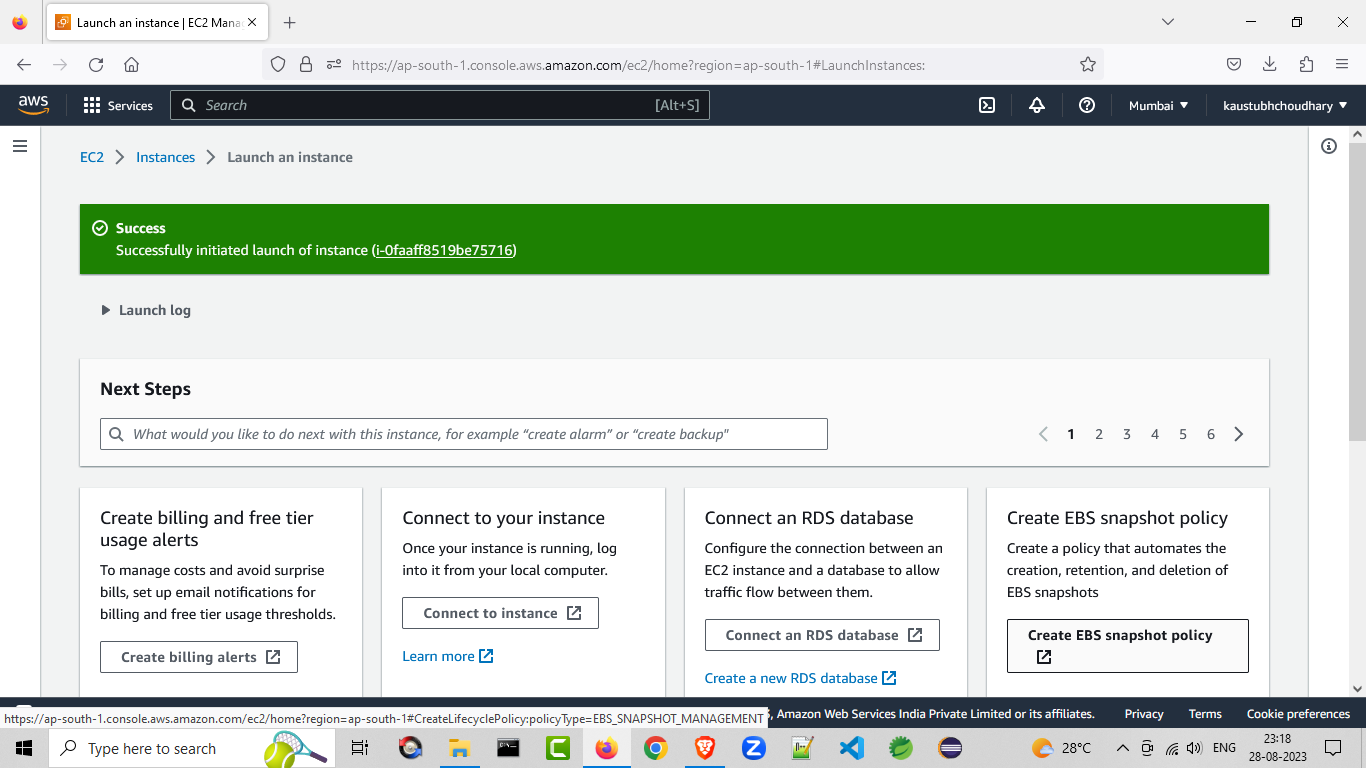 Launch an instance | EC2 Mana
https://ap-south-1.console.aws.amazon.com/ec2/home?region=ap-south-1#LaunchInstances:
aws
Services
Search
[Alt+S]
Mumbai
kaustubhchoudhary
EC2
Instances
Launch an instance
Success
Successfully initiated launch of instance (i-0faaff8519be75716)
Launch log
Next Steps
What would you like to do next with this instance, for example “create alarm” or “create backup"
1 2 3 4 5 6
Create billing and free tier
usage alerts
To manage costs and avoid surprise
bills, set up email notifications for
billing and free tier usage thresholds.
Create billing alerts
Connect to your instance
Once your instance is running, log
into it from your local computer.
Connect to instance
Learn more
Connect an RDS database
Configure the connection between an
EC2 instance and a database to allow
traffic flow between them.
Connect an RDS database
Create a new RDS database
Create EBS snapshot policy
Create a policy that automates the
creation, retention, and deletion of
EBS snapshots
Create EBS snapshot policy
https://ap-south-1.console.aws.amazon.com/ec2/home?region=ap-south-1#CreateLifecyclePolicy:policyType=EBS_SNAPSHOT_MANAGEMENT
, Amazon Web Services India Private Limited or its affiliates.
Privacy
Terms
Cookie preferences
Type here to search
28°C
ENG
23:18
28-08-2023